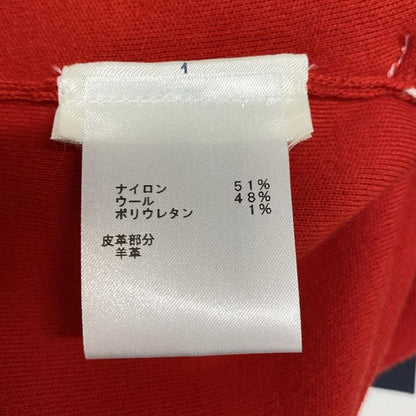 1
ナイロン 51%
ウール 48%
ポリウレタン 1%
皮革部分
羊革